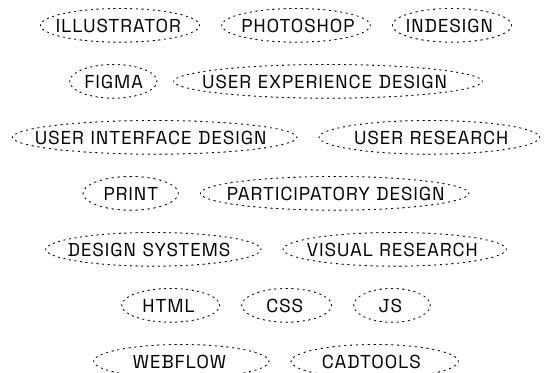 ILLUSTRATOR PHOTOSHOP INDESIGN
FIGMA USER EXPERIENCE DESIGN
USER INTERFACE DESIGN USER RESEARCH
PRINT PARTICIPATORY DESIGN
DESIGN SYSTEMS VISUAL RESEARCH
HTML CSS JS
WEBFLOW CADTOOLS